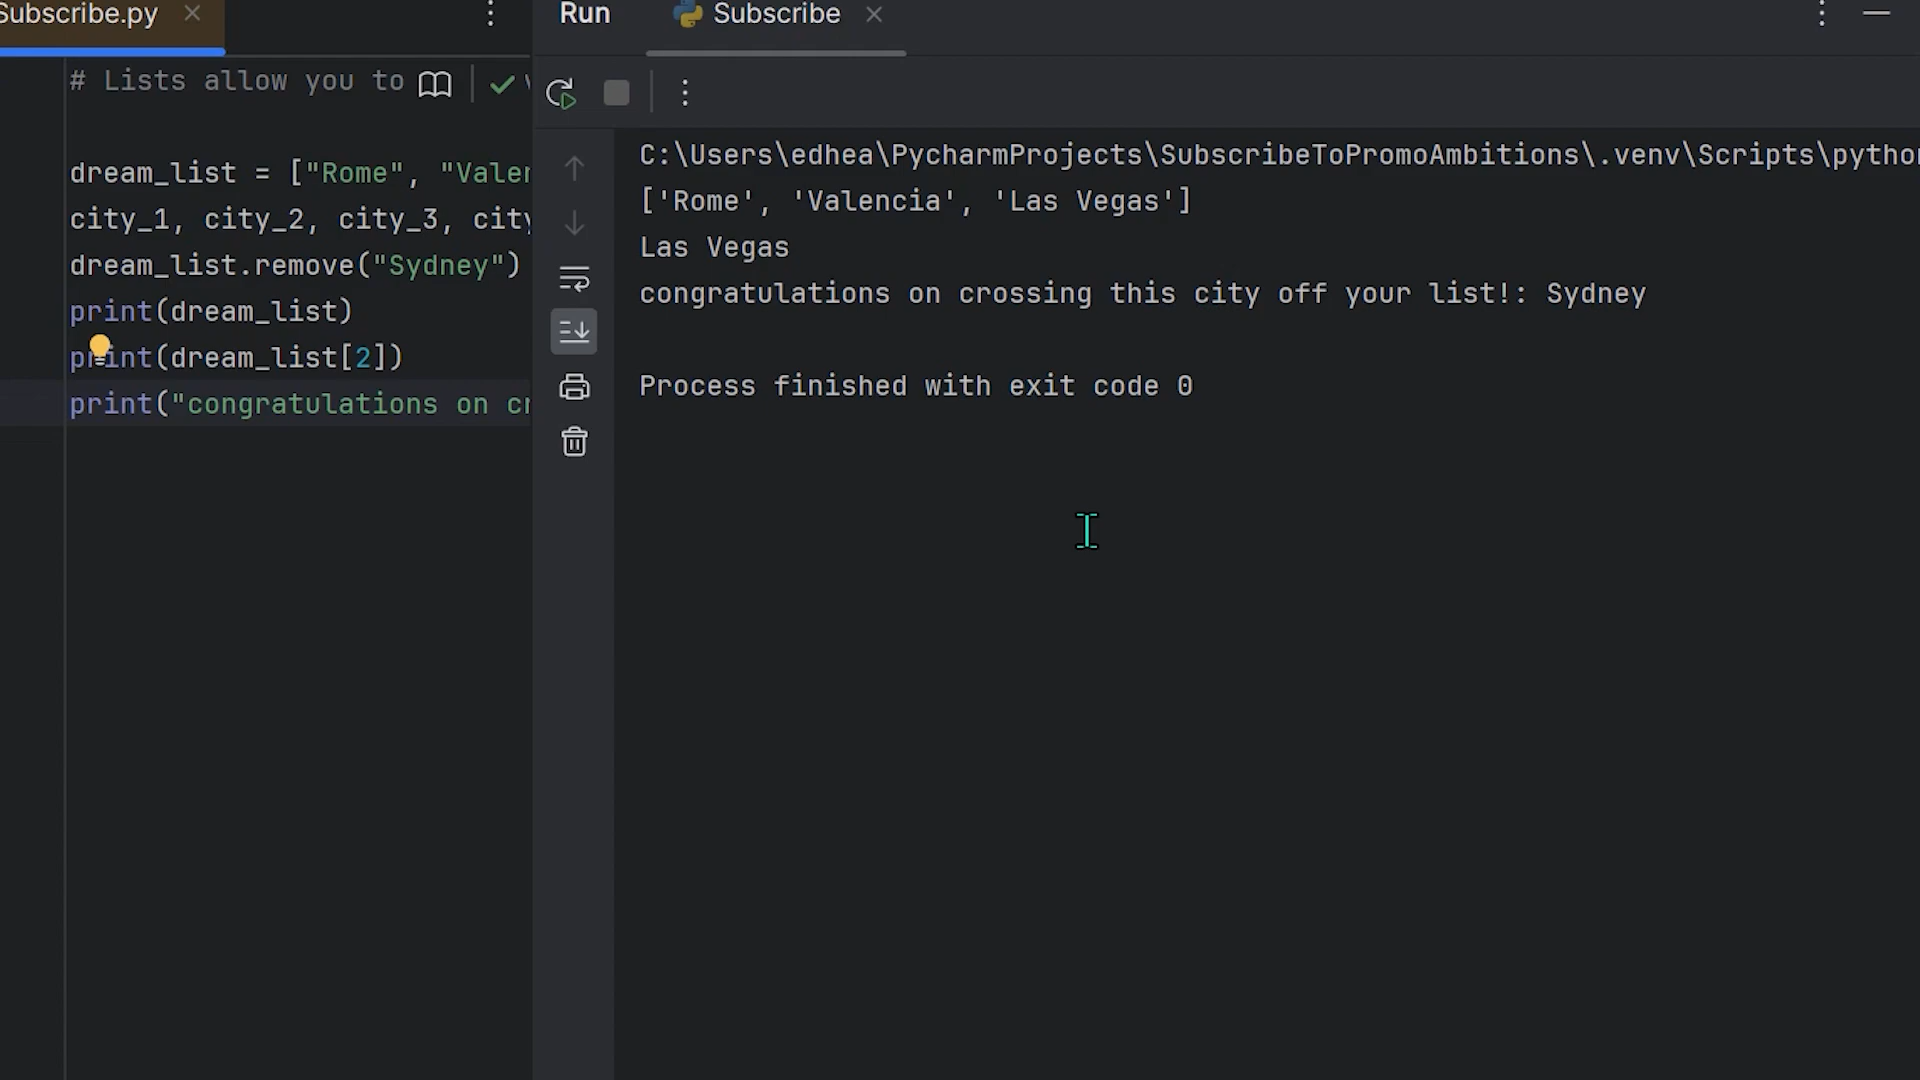 Subscribe.py
Run
Subscribe
# Lists allow you to
dream_list = ["Rome", "Valen
city_1, city_2, city_3, city
dream_list.remove("Sydney")
print(dream_list)
print(dream_list[2])
print("congratulations on cr
C:\Users\edhea\PycharmProjects\SubscribeToPromoAmbitions\.venv\Scripts\python
['Rome', 'Valencia', 'Las Vegas']
Las Vegas
congratulations on crossing this city off your list!: Sydney
Process finished with exit code 0